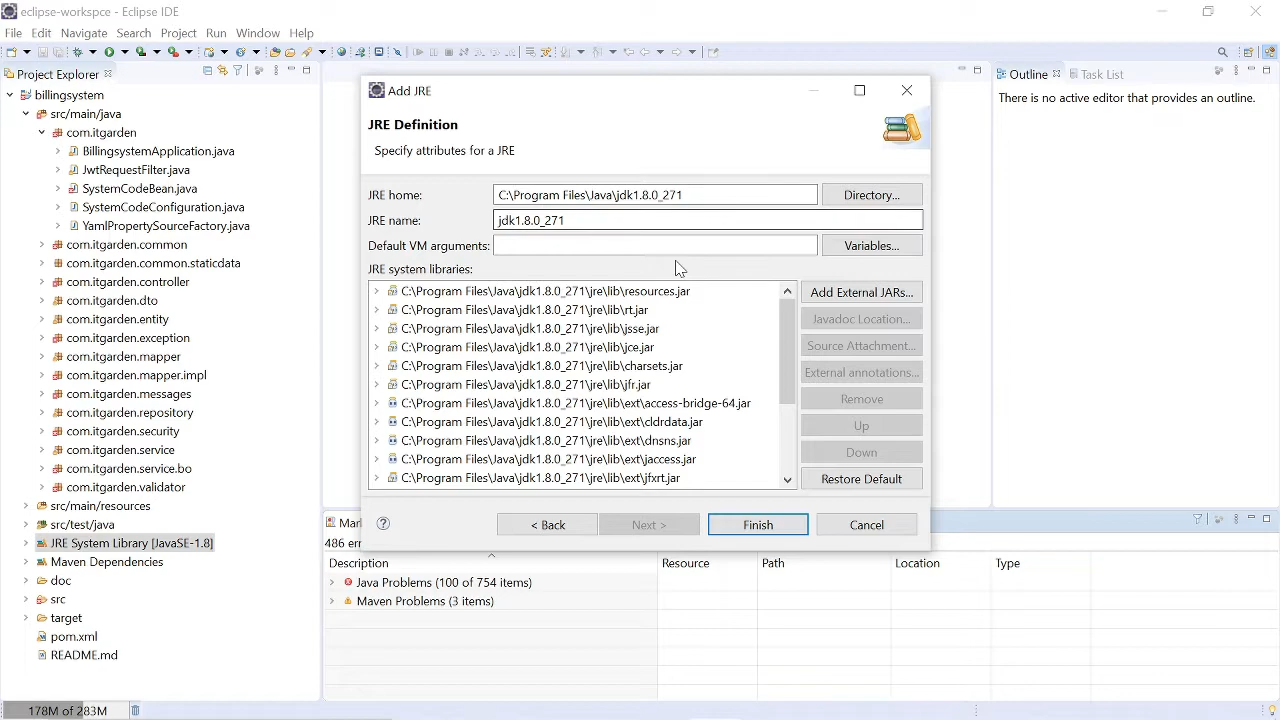 eclipse-workspce - Eclipse IDE
File Edit Navigate Search Project Run Window Help
Project Explorer
billingsystem
src/main/java
com.itgarden
BillingsystemApplication.java
JwtRequestFilter.java
SystemCodeBean.java
SystemCodeConfiguration.java
YamlPropertySourceFactory.java
com.itgarden.common
com.itgarden.common.staticdata
com.itgarden.controller
com.itgarden.dto
com.itgarden.entity
com.itgarden.exception
com.itgarden.mapper
com.itgarden.mapper.impl
com.itgarden.messages
com.itgarden.repository
com.itgarden.security
com.itgarden.service
com.itgarden.service.bo
com.itgarden.validator
src/main/resources
src/test/java
JRE System Library [JavaSE-1.8]
Maven Dependencies
doc
src
target
pom.xml
README.md
Add JRE
JRE Definition
Specify attributes for a JRE
JRE home: C:\Program Files\Java\jdk1.8.0_271 Directory...
JRE name: jdk1.8.0_271
Default VM arguments: Variables...
JRE system libraries:
C:\Program Files\Java\jdk1.8.0_271\jre\lib\resources.jar
C:\Program Files\Java\jdk1.8.0_271\jre\lib\rt.jar
C:\Program Files\Java\jdk1.8.0_271\jre\lib\jsse.jar
C:\Program Files\Java\jdk1.8.0_271\jre\lib\jce.jar
C:\Program Files\Java\jdk1.8.0_271\jre\lib\charsets.jar
C:\Program Files\Java\jdk1.8.0_271\jre\lib\jfr.jar
C:\Program Files\Java\jdk1.8.0_271\jre\lib\ext\access-bridge-64.jar
C:\Program Files\Java\jdk1.8.0_271\jre\lib\ext\cldrdata.jar
C:\Program Files\Java\jdk1.8.0_271\jre\lib\ext\dnsns.jar
C:\Program Files\Java\jdk1.8.0_271\jre\lib\ext\jaccess.jar
C:\Program Files\Java\jdk1.8.0_271\jre\lib\ext\jfxrt.jar
Add External JARs...
Javadoc Location...
Source Attachment...
External annotations...
Remove
Up
Down
Restore Default
< Back Next > Finish Cancel
Outline Task List
There is no active editor that provides an outline.
Mark
486 err
Description Resource Path Location Type
Java Problems (100 of 754 items)
Maven Problems (3 items)
178M of 283M